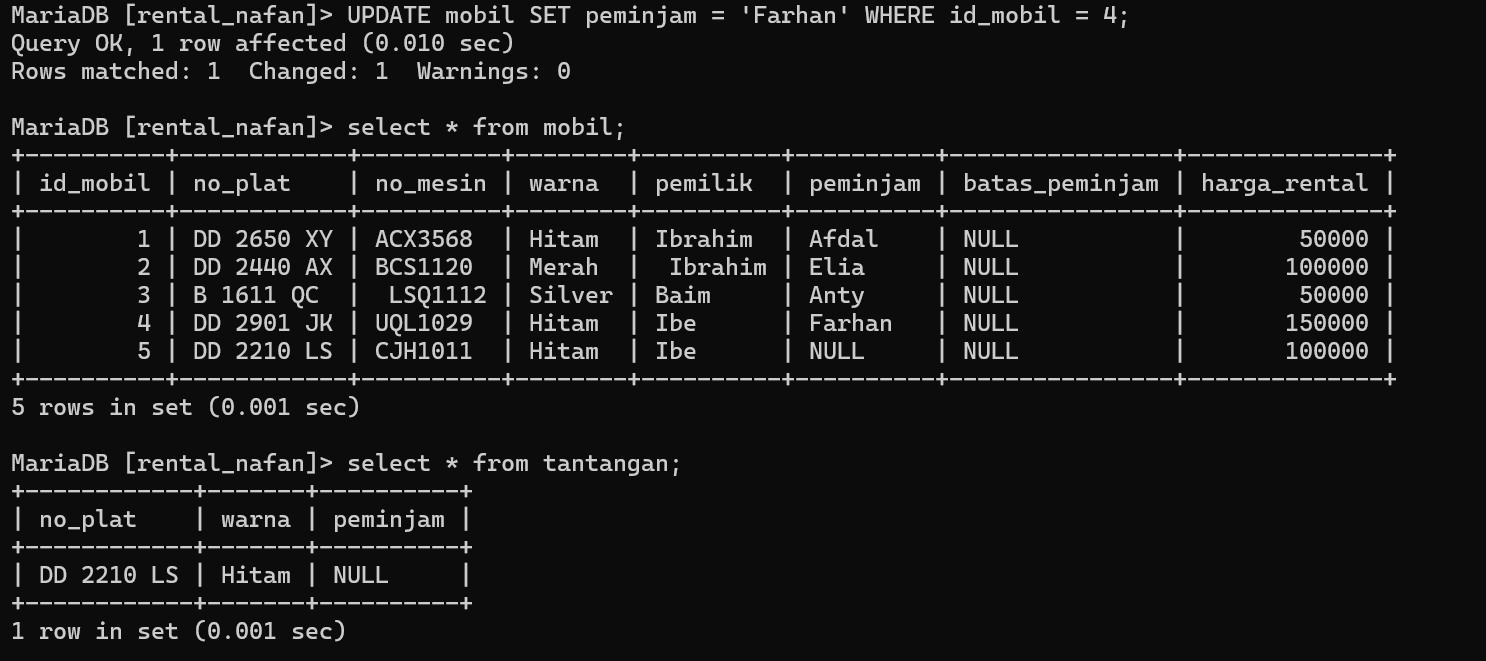 MariaDB [rental_nafan]> UPDATE mobil SET peminjam = 'Farhan' WHERE id_mobil = 4;
Query OK, 1 row affected (0.010 sec)
Rows matched: 1  Changed: 1  Warnings: 0

MariaDB [rental_nafan]> select * from mobil;
+----------+------------+----------+--------+----------+----------+----------------+--------------+
| id_mobil | no_plat    | no_mesin | warna  | pemilik  | peminjam | batas_peminjam | harga_rental |
+----------+------------+----------+--------+----------+----------+----------------+--------------+
|        1 | DD 2650 XY | ACX3568  | Hitam  | Ibrahim  | Afdal    | NULL           |        50000 |
|        2 | DD 2440 AX | BCS1120  | Merah  |  Ibrahim | Elia     | NULL           |       100000 |
|        3 | B 1611 QC  |  LSQ1112 | Silver | Baim     | Anty     | NULL           |        50000 |
|        4 | DD 2901 JK | UQL1029  | Hitam  | Ibe      | Farhan   | NULL           |       150000 |
|        5 | DD 2210 LS | CJH1011  | Hitam  | Ibe      | NULL     | NULL           |       100000 |
+----------+------------+----------+--------+----------+----------+----------------+--------------+
5 rows in set (0.001 sec)

MariaDB [rental_nafan]> select * from tantangan;
+------------+-------+----------+
| no_plat    | warna | peminjam |
+------------+-------+----------+
| DD 2210 LS | Hitam | NULL     |
+------------+-------+----------+
1 row in set (0.001 sec)